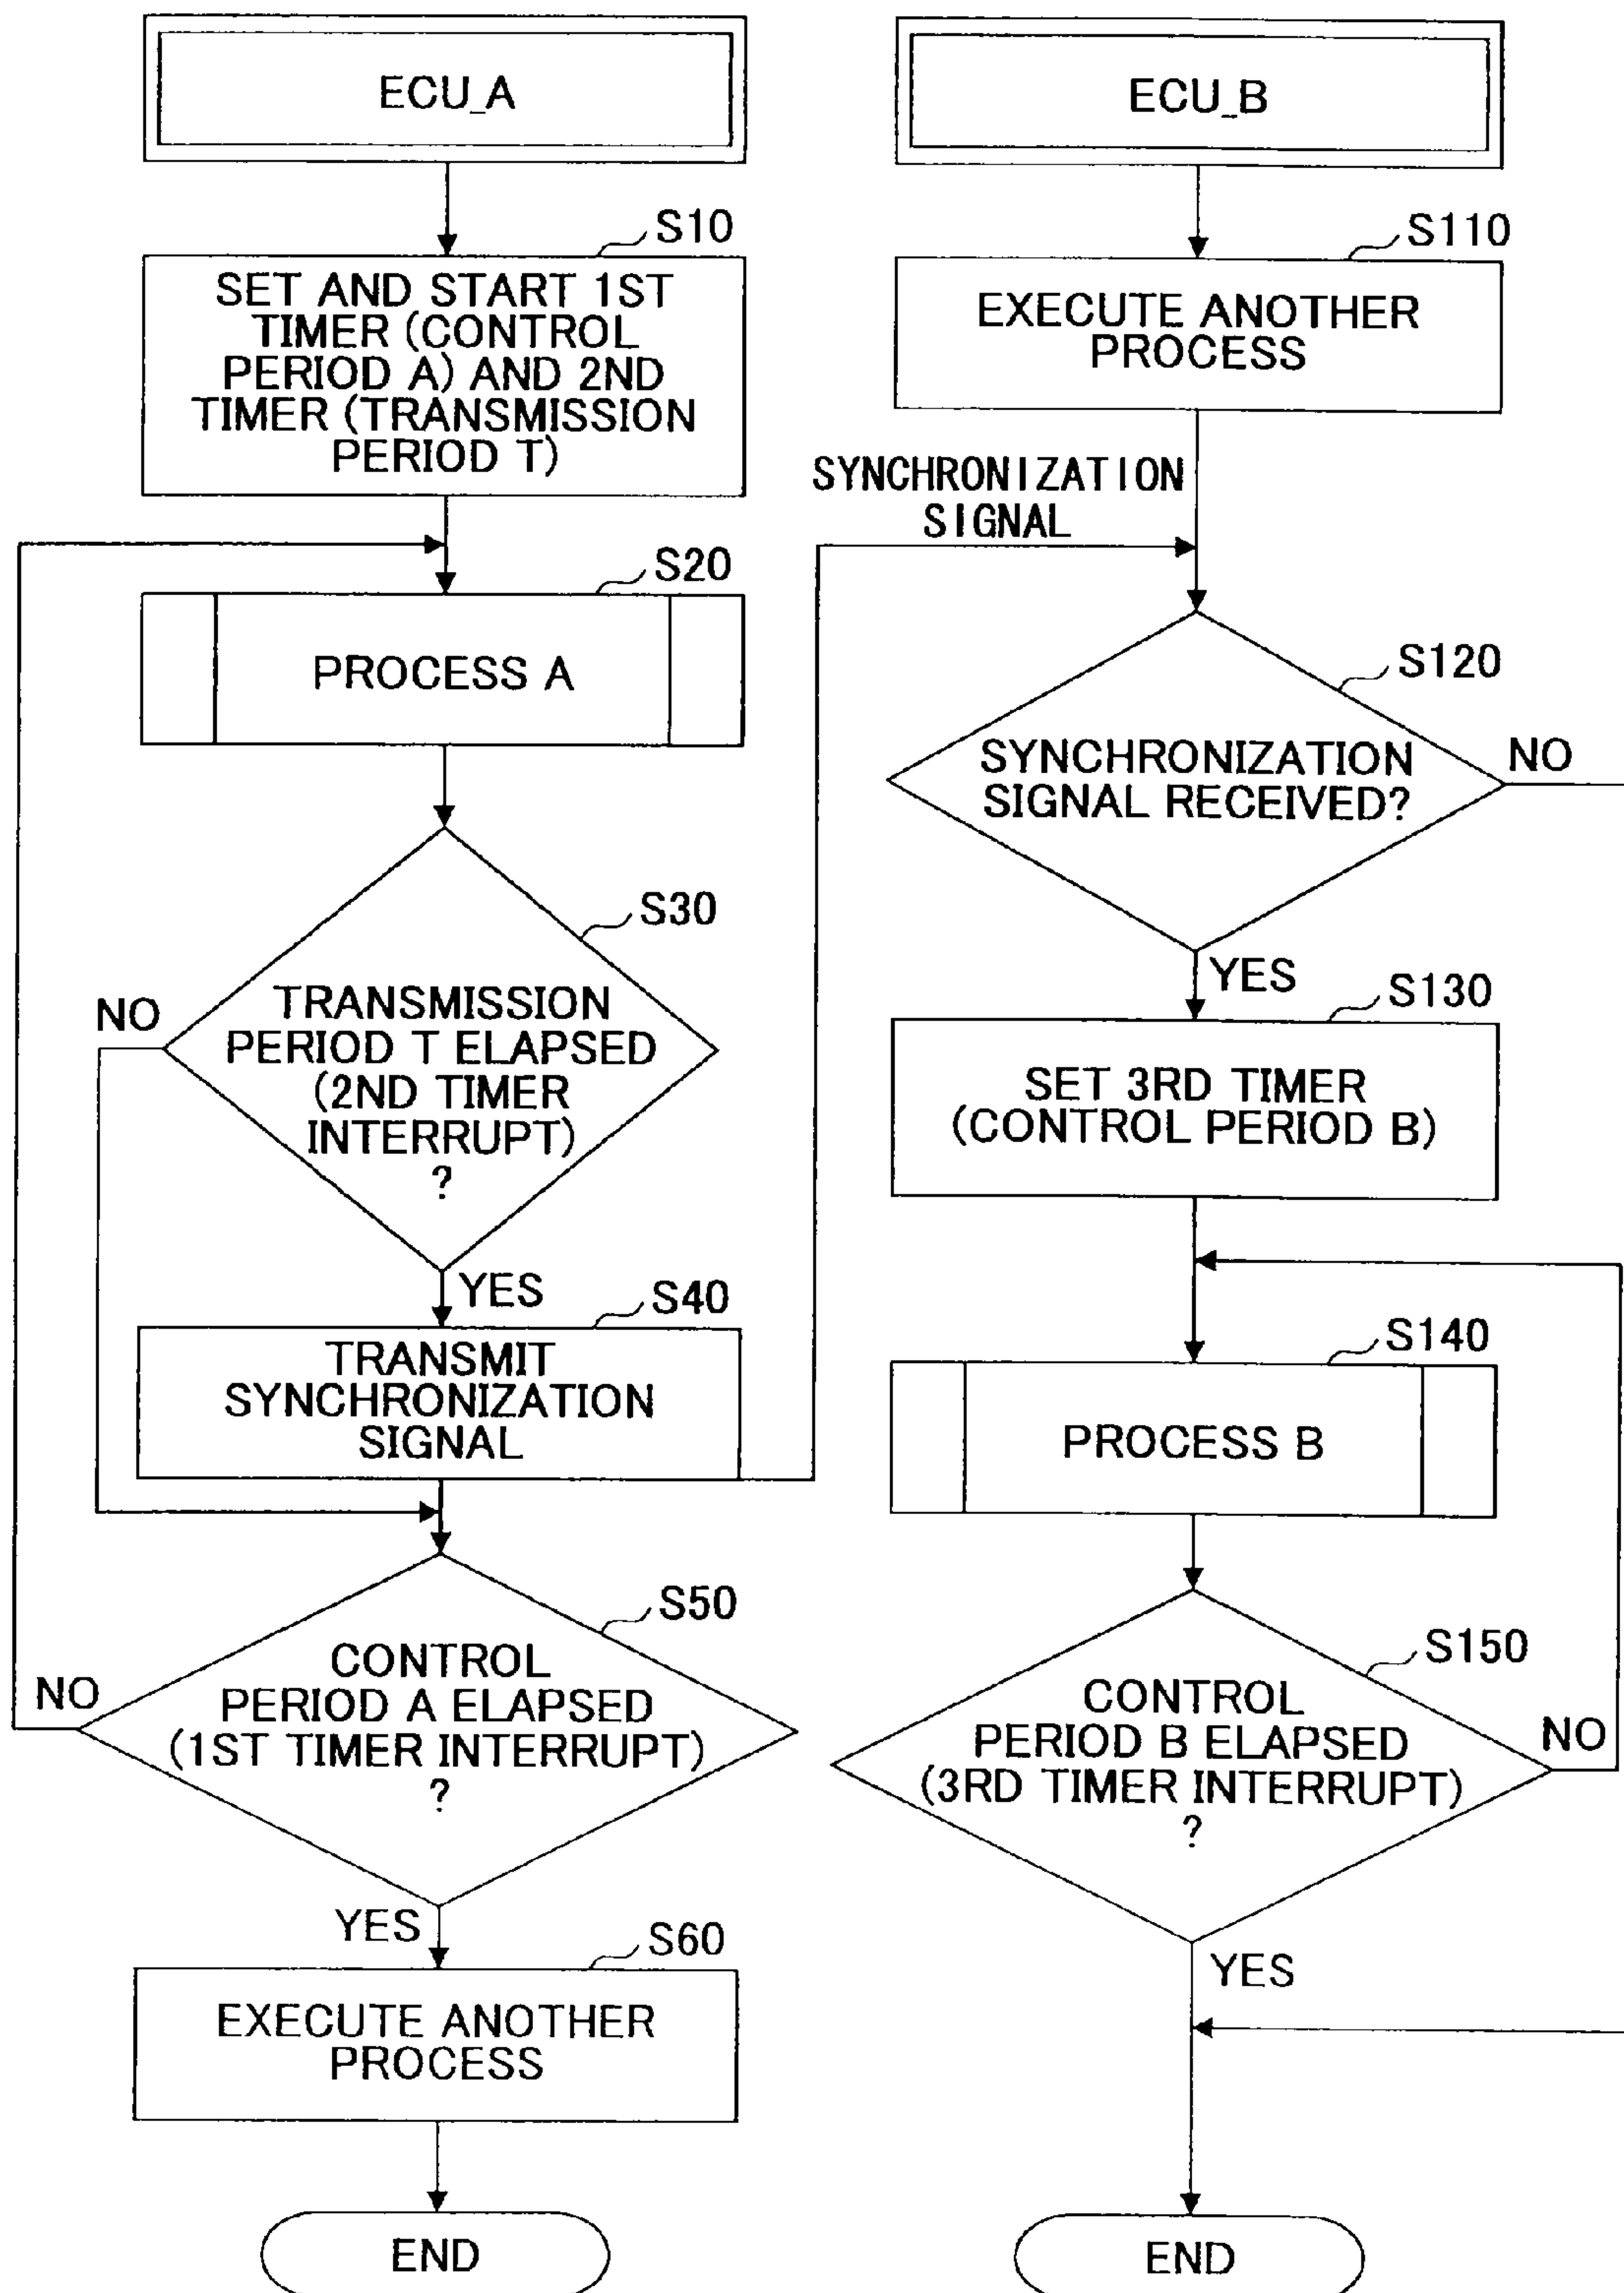 ECU_A
S10
SET AND START 1ST
TIMER (CONTROL
PERIOD A) AND 2ND
TIMER (TRANSMISSION
PERIOD T)
S20
PROCESS A
S30
NO
TRANSMISSION
PERIOD T ELAPSED
(2ND TIMER
INTERRUPT)
?
YES
S40
TRANSMIT
SYNCHRONIZATION
SIGNAL
S50
NO
CONTROL
PERIOD A ELAPSED
(1ST TIMER INTERRUPT)
?
YES
S60
EXECUTE ANOTHER
PROCESS
END
ECU_B
S110
EXECUTE ANOTHER
PROCESS
SYNCHRONIZATION
SIGNAL
S120
SYNCHRONIZATION
SIGNAL RECEIVED?
NO
YES
S130
SET 3RD TIMER
(CONTROL PERIOD B)
S140
PROCESS B
S150
CONTROL
PERIOD B ELAPSED
(3RD TIMER INTERRUPT)
?
NO
YES
END